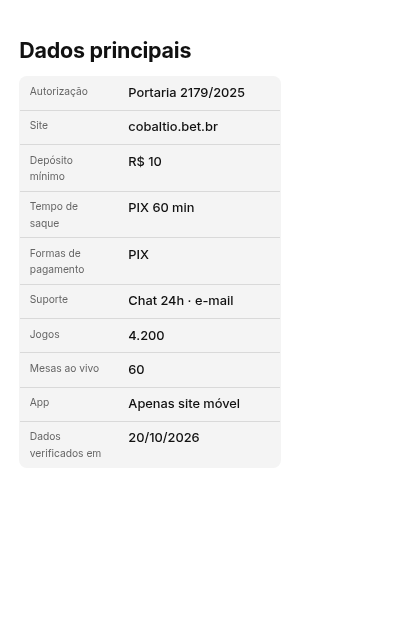 Dados principais
Autorização Portaria 2179/2025
Site cobaltio.bet.br
Depósito mínimo R$ 10
Tempo de saque PIX 60 min
Formas de pagamento PIX
Suporte Chat 24h · e-mail
Jogos 4.200
Mesas ao vivo 60
App Apenas site móvel
Dados verificados em 20/10/2026